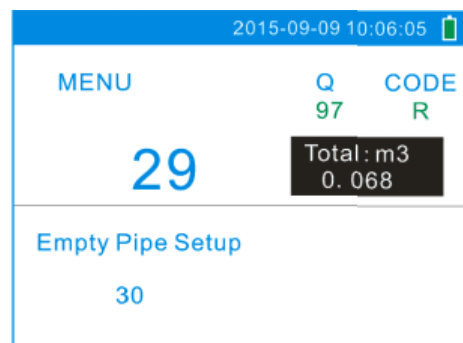 2015-09-09 10:06:05
MENU Q CODE
97 R
29 Total: m3
0. 068
Empty Pipe Setup
30